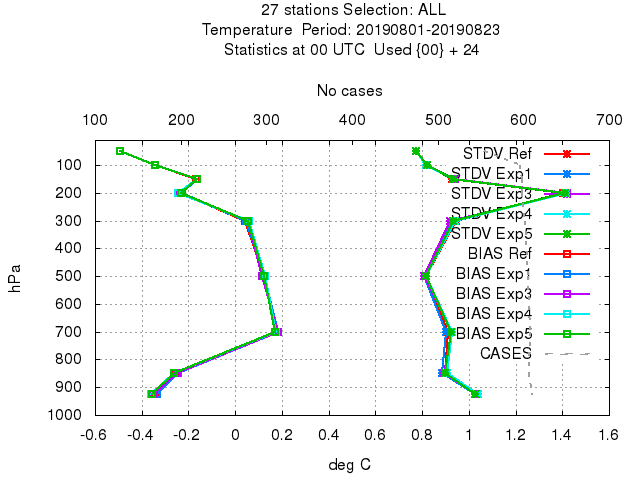 27 stations Selection: ALL
Temperature  Period: 20190801-20190823
Statistics at 00 UTC  Used {00} + 24
No cases
100 200 300 400 500 600 700
STDV Ref
100
STDV Exp1
STDV Exp3
200
STDV Exp4
300
STDV Exp5
400
BIAS Ref
BIAS Exp1
500
BIAS Exp3
600
BIAS Exp4
700
BIAS Exp5
CASES
800
900
1000
hPa
-0.6 -0.4 -0.2 0 0.2 0.4 0.6 0.8 1 1.2 1.4 1.6
deg C